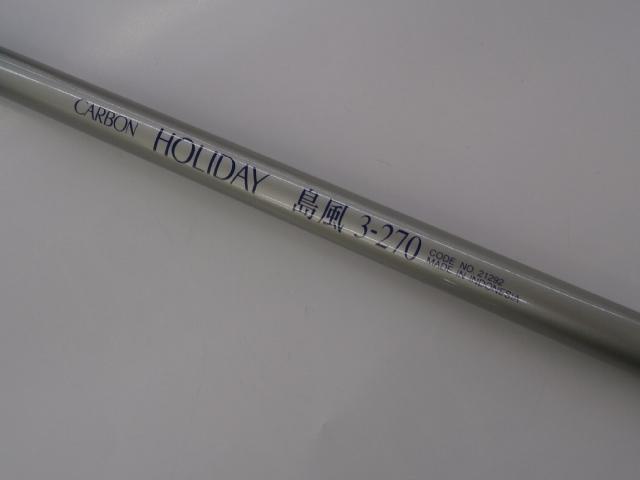 CARBON HOLIDAY 島風 3-270
CODE NO. 21292
MADE IN INDONESIA